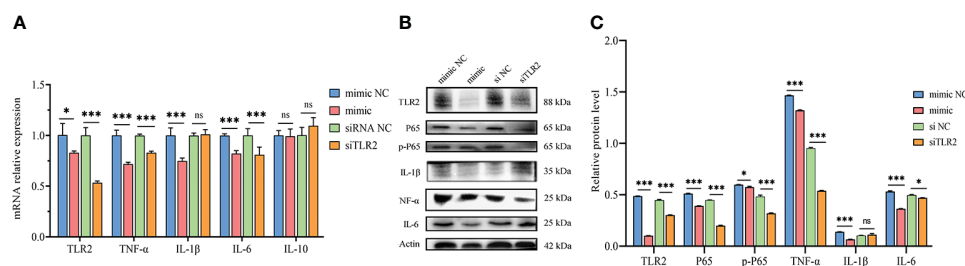 A
mRNA relative expression
1.5
1.0
0.5
0.0
* *** *** *** *** ns *** *** ns ns
TLR2 TNF-α IL-1β IL-6 IL-10
mimic NC
mimic
siRNA NC
siTLR2
B
mimic NC mimic si NC siTLR2
TLR2 88 kDa
P65 65 kDa
p-P65 65 kDa
IL-1β 35 kDa
NF-α 25 kDa
IL-6 25 kDa
Actin 42 kDa
C
Relative protein level
1.5
1.0
0.5
0.0
*** *** *** *** * *** *** *** *** ns *** *
TLR2 P65 p-P65 TNF-α IL-1β IL-6
mimic NC
mimic
si NC
siTLR2